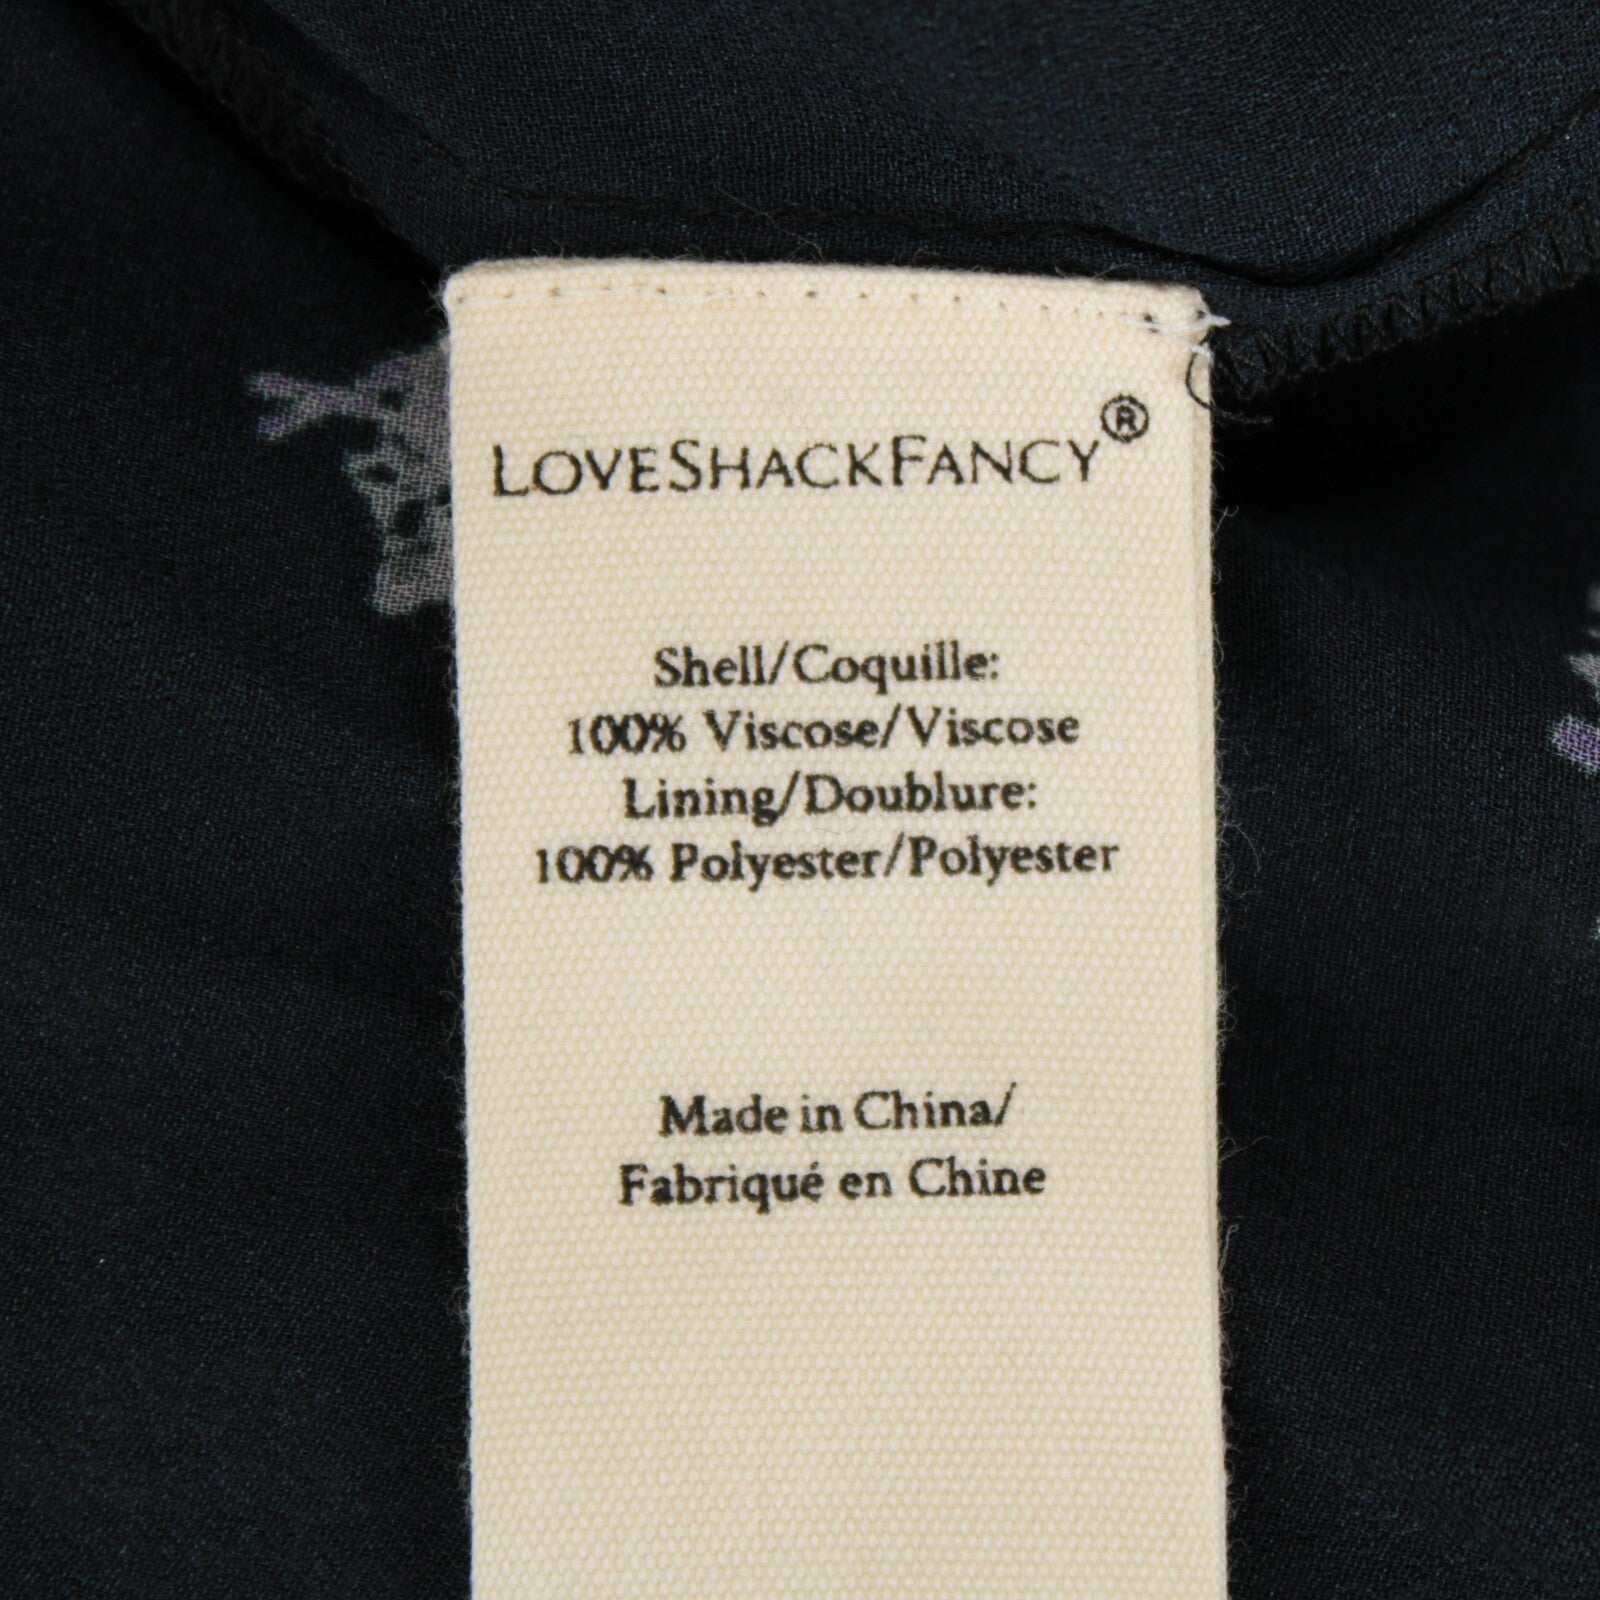 LOVESHACKFANCY®
Shell/Coquille:
100% Viscose/Viscose
Lining/Doublure:
100% Polyester/Polyester
Made in China/
Fabriqué en Chine